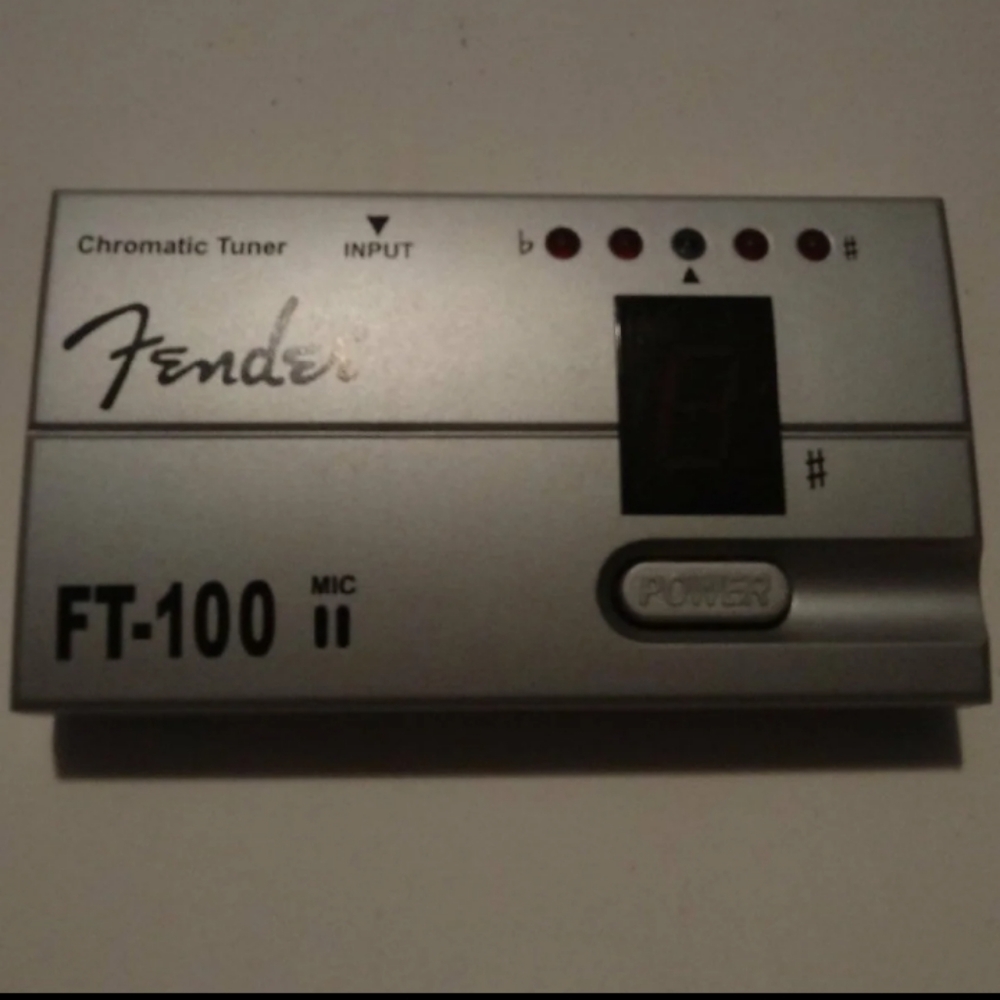 Chromatic Tuner
INPUT
♭ ♯
Fender
♯
FT-100
MIC
POWER